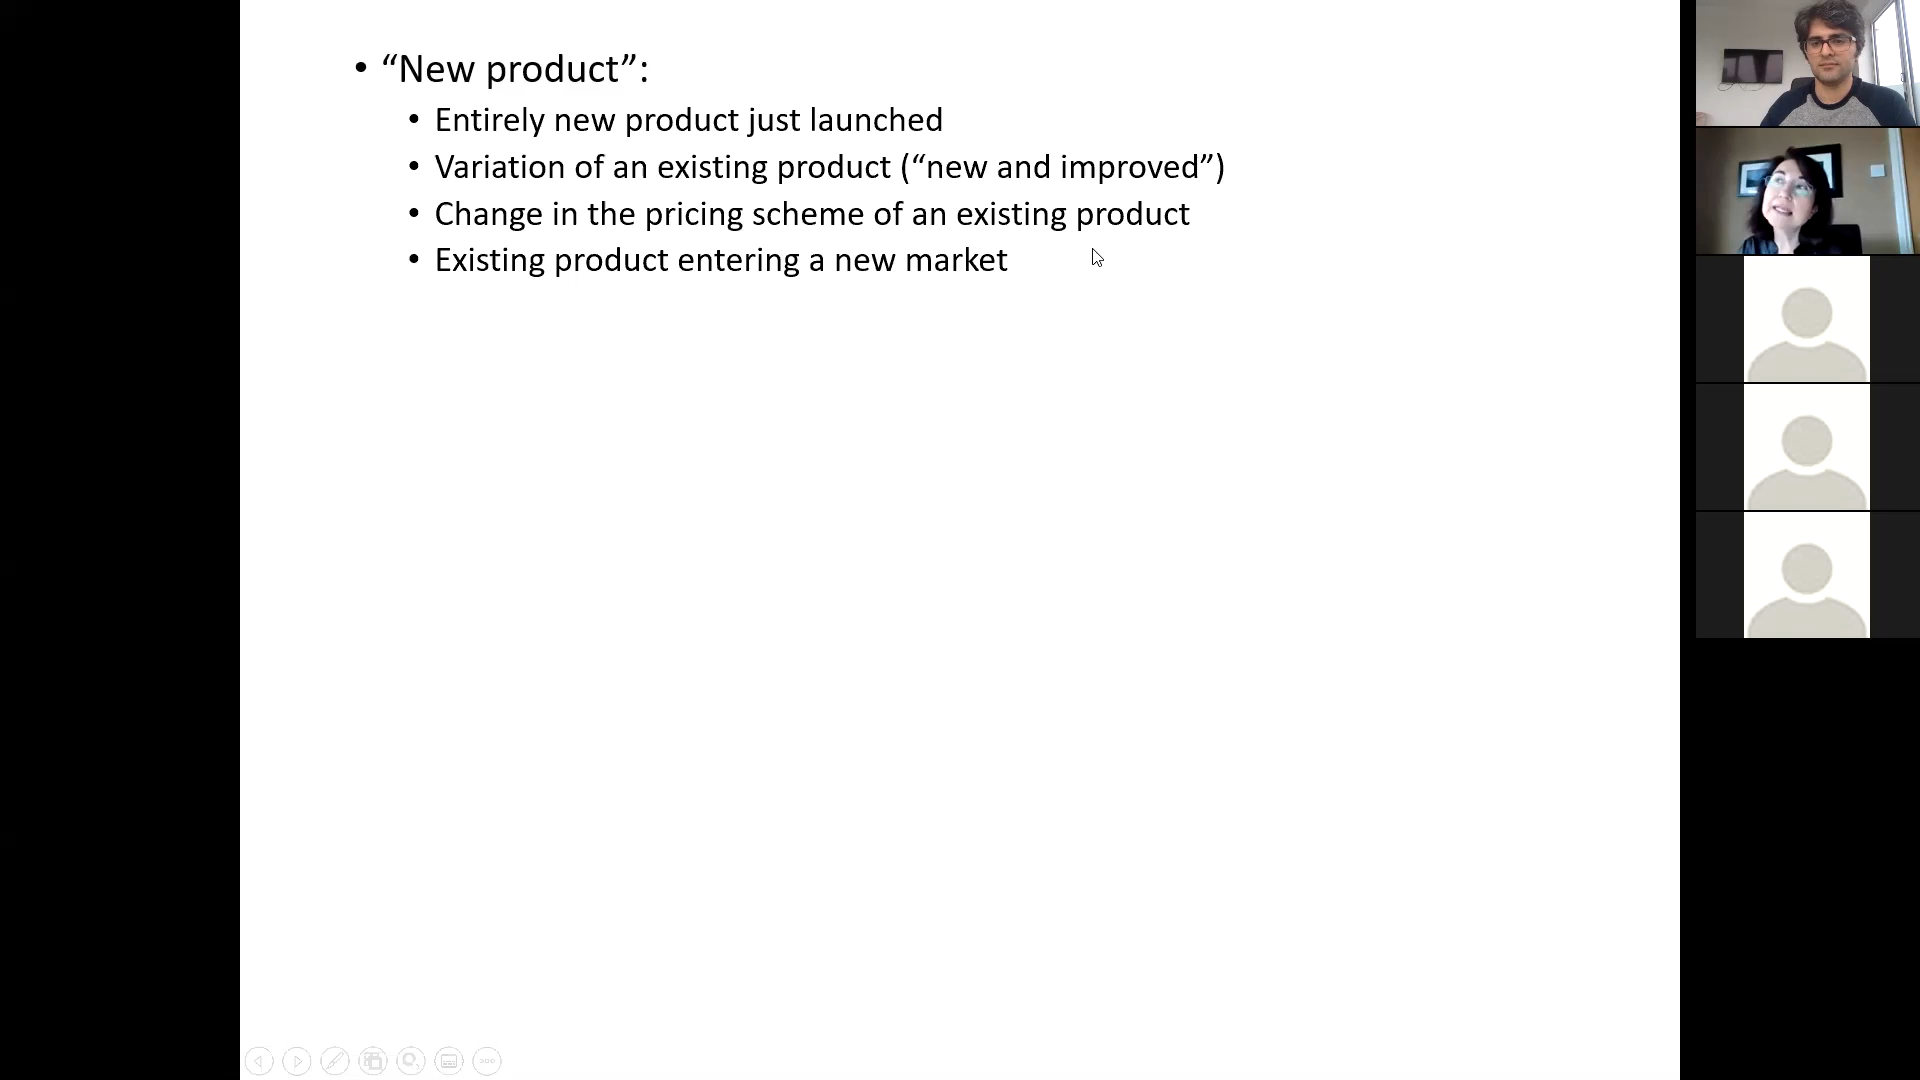 • “New product”:
• Entirely new product just launched
• Variation of an existing product (“new and improved”)
• Change in the pricing scheme of an existing product
• Existing product entering a new market